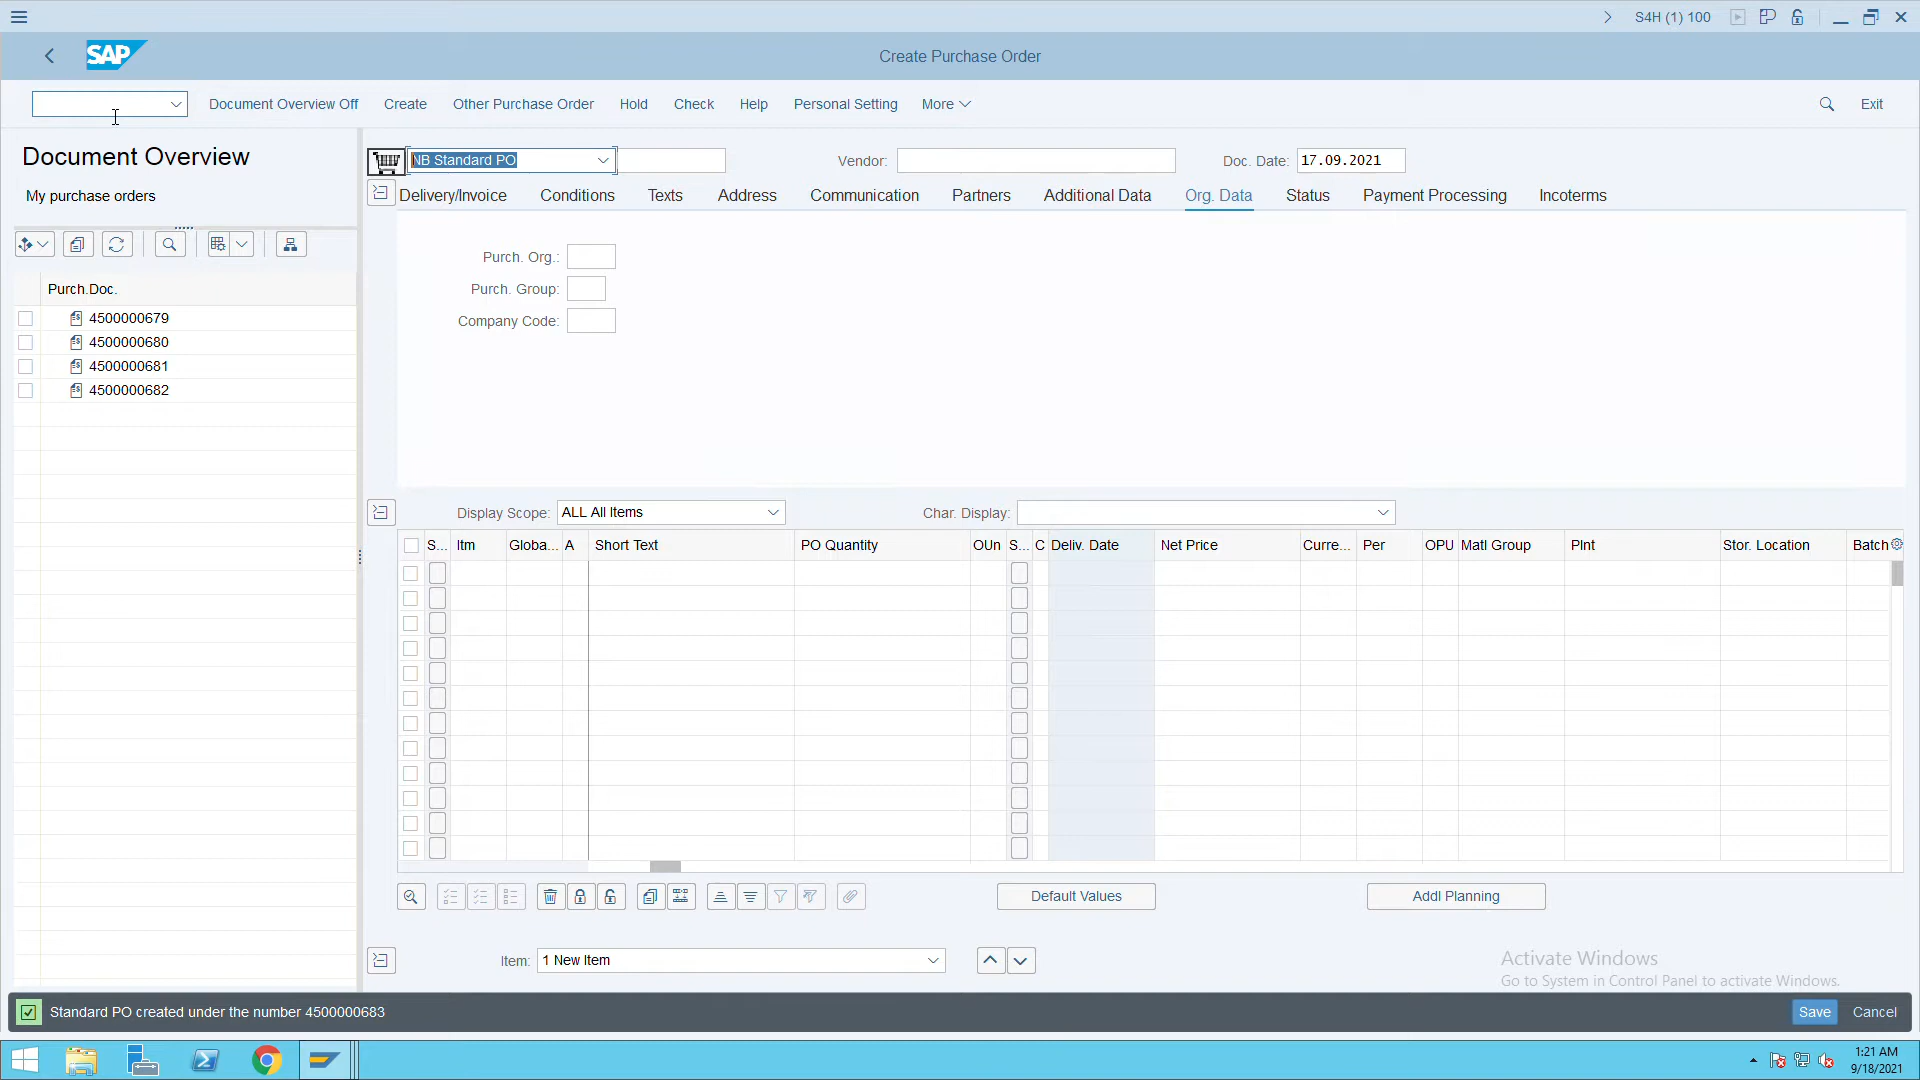 S4H (1) 100
SAP
Create Purchase Order
Document Overview Off
Create
Other Purchase Order
Hold
Check
Help
Personal Setting
More
Exit
Document Overview
My purchase orders
Purch.Doc.
4500000679
4500000680
4500000681
4500000682
NB Standard PO
Vendor:
Doc. Date:
17.09.2021
Delivery/Invoice
Conditions
Texts
Address
Communication
Partners
Additional Data
Org. Data
Status
Payment Processing
Incoterms
Purch. Org.:
Purch. Group:
Company Code:
Display Scope:
ALL All Items
Char. Display:
S...
Itm
Globa...
A
Short Text
PO Quantity
OUn
S...
C
Deliv. Date
Net Price
Curre...
Per
OPU
Matl Group
Plnt
Stor. Location
Batch
Default Values
Addl Planning
Item:
1 New Item
Activate Windows
Go to System in Control Panel to activate Windows.
Standard PO created under the number 4500000683
Save
Cancel
1:21 AM
9/18/2021